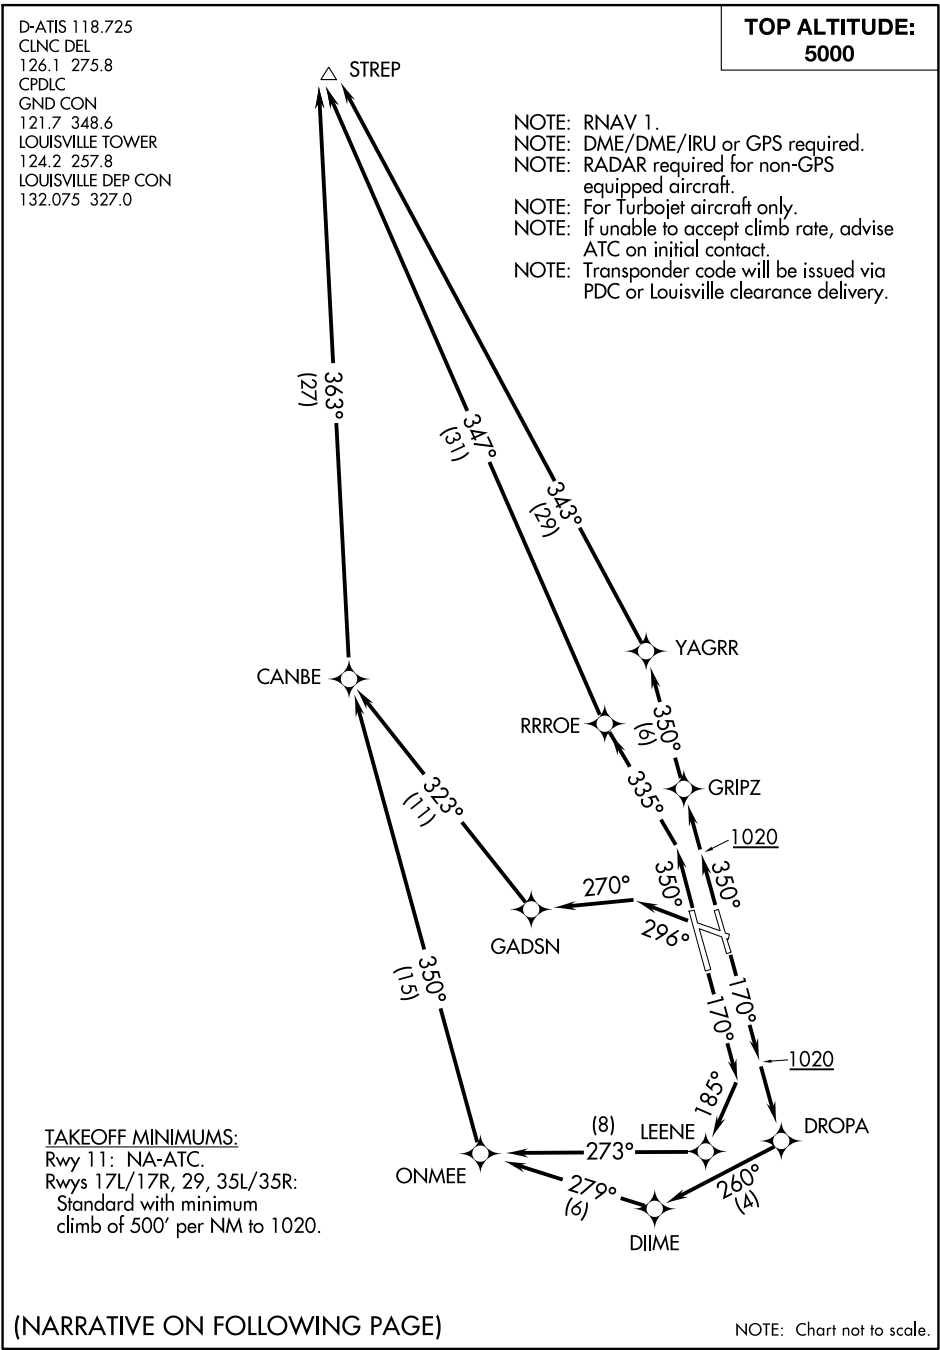 D-ATIS 118.725
CLNC DEL
126.1 275.8
CPDLC
GND CON
121.7 348.6
LOUISVILLE TOWER
124.2 257.8
LOUISVILLE DEP CON
132.075 327.0
TOP ALTITUDE:
5000
STREP
NOTE: RNAV 1.
NOTE: DME/DME/IRU or GPS required.
NOTE: RADAR required for non-GPS
equipped aircraft.
NOTE: For Turbojet aircraft only.
NOTE: If unable to accept climb rate, advise
ATC on initial contact.
NOTE: Transponder code will be issued via
PDC or Louisville clearance delivery.
363°
(27)
347°
(31)
343°
(29)
YAGRR
CANBE
RRROE
350°
(6)
GRIPZ
335°
323°
(11)
1020
350°
350°
270°
296°
GADSN
350°
(15)
170°
170°
1020
185°
DROPA
LEENE
(8)
273°
ONMEE
279°
(6)
260°
(4)
DIIME
TAKEOFF MINIMUMS:
Rwy 11: NA-ATC.
Rwys 17L/17R, 29, 35L/35R:
Standard with minimum
climb of 500' per NM to 1020.
(NARRATIVE ON FOLLOWING PAGE)
NOTE: Chart not to scale.